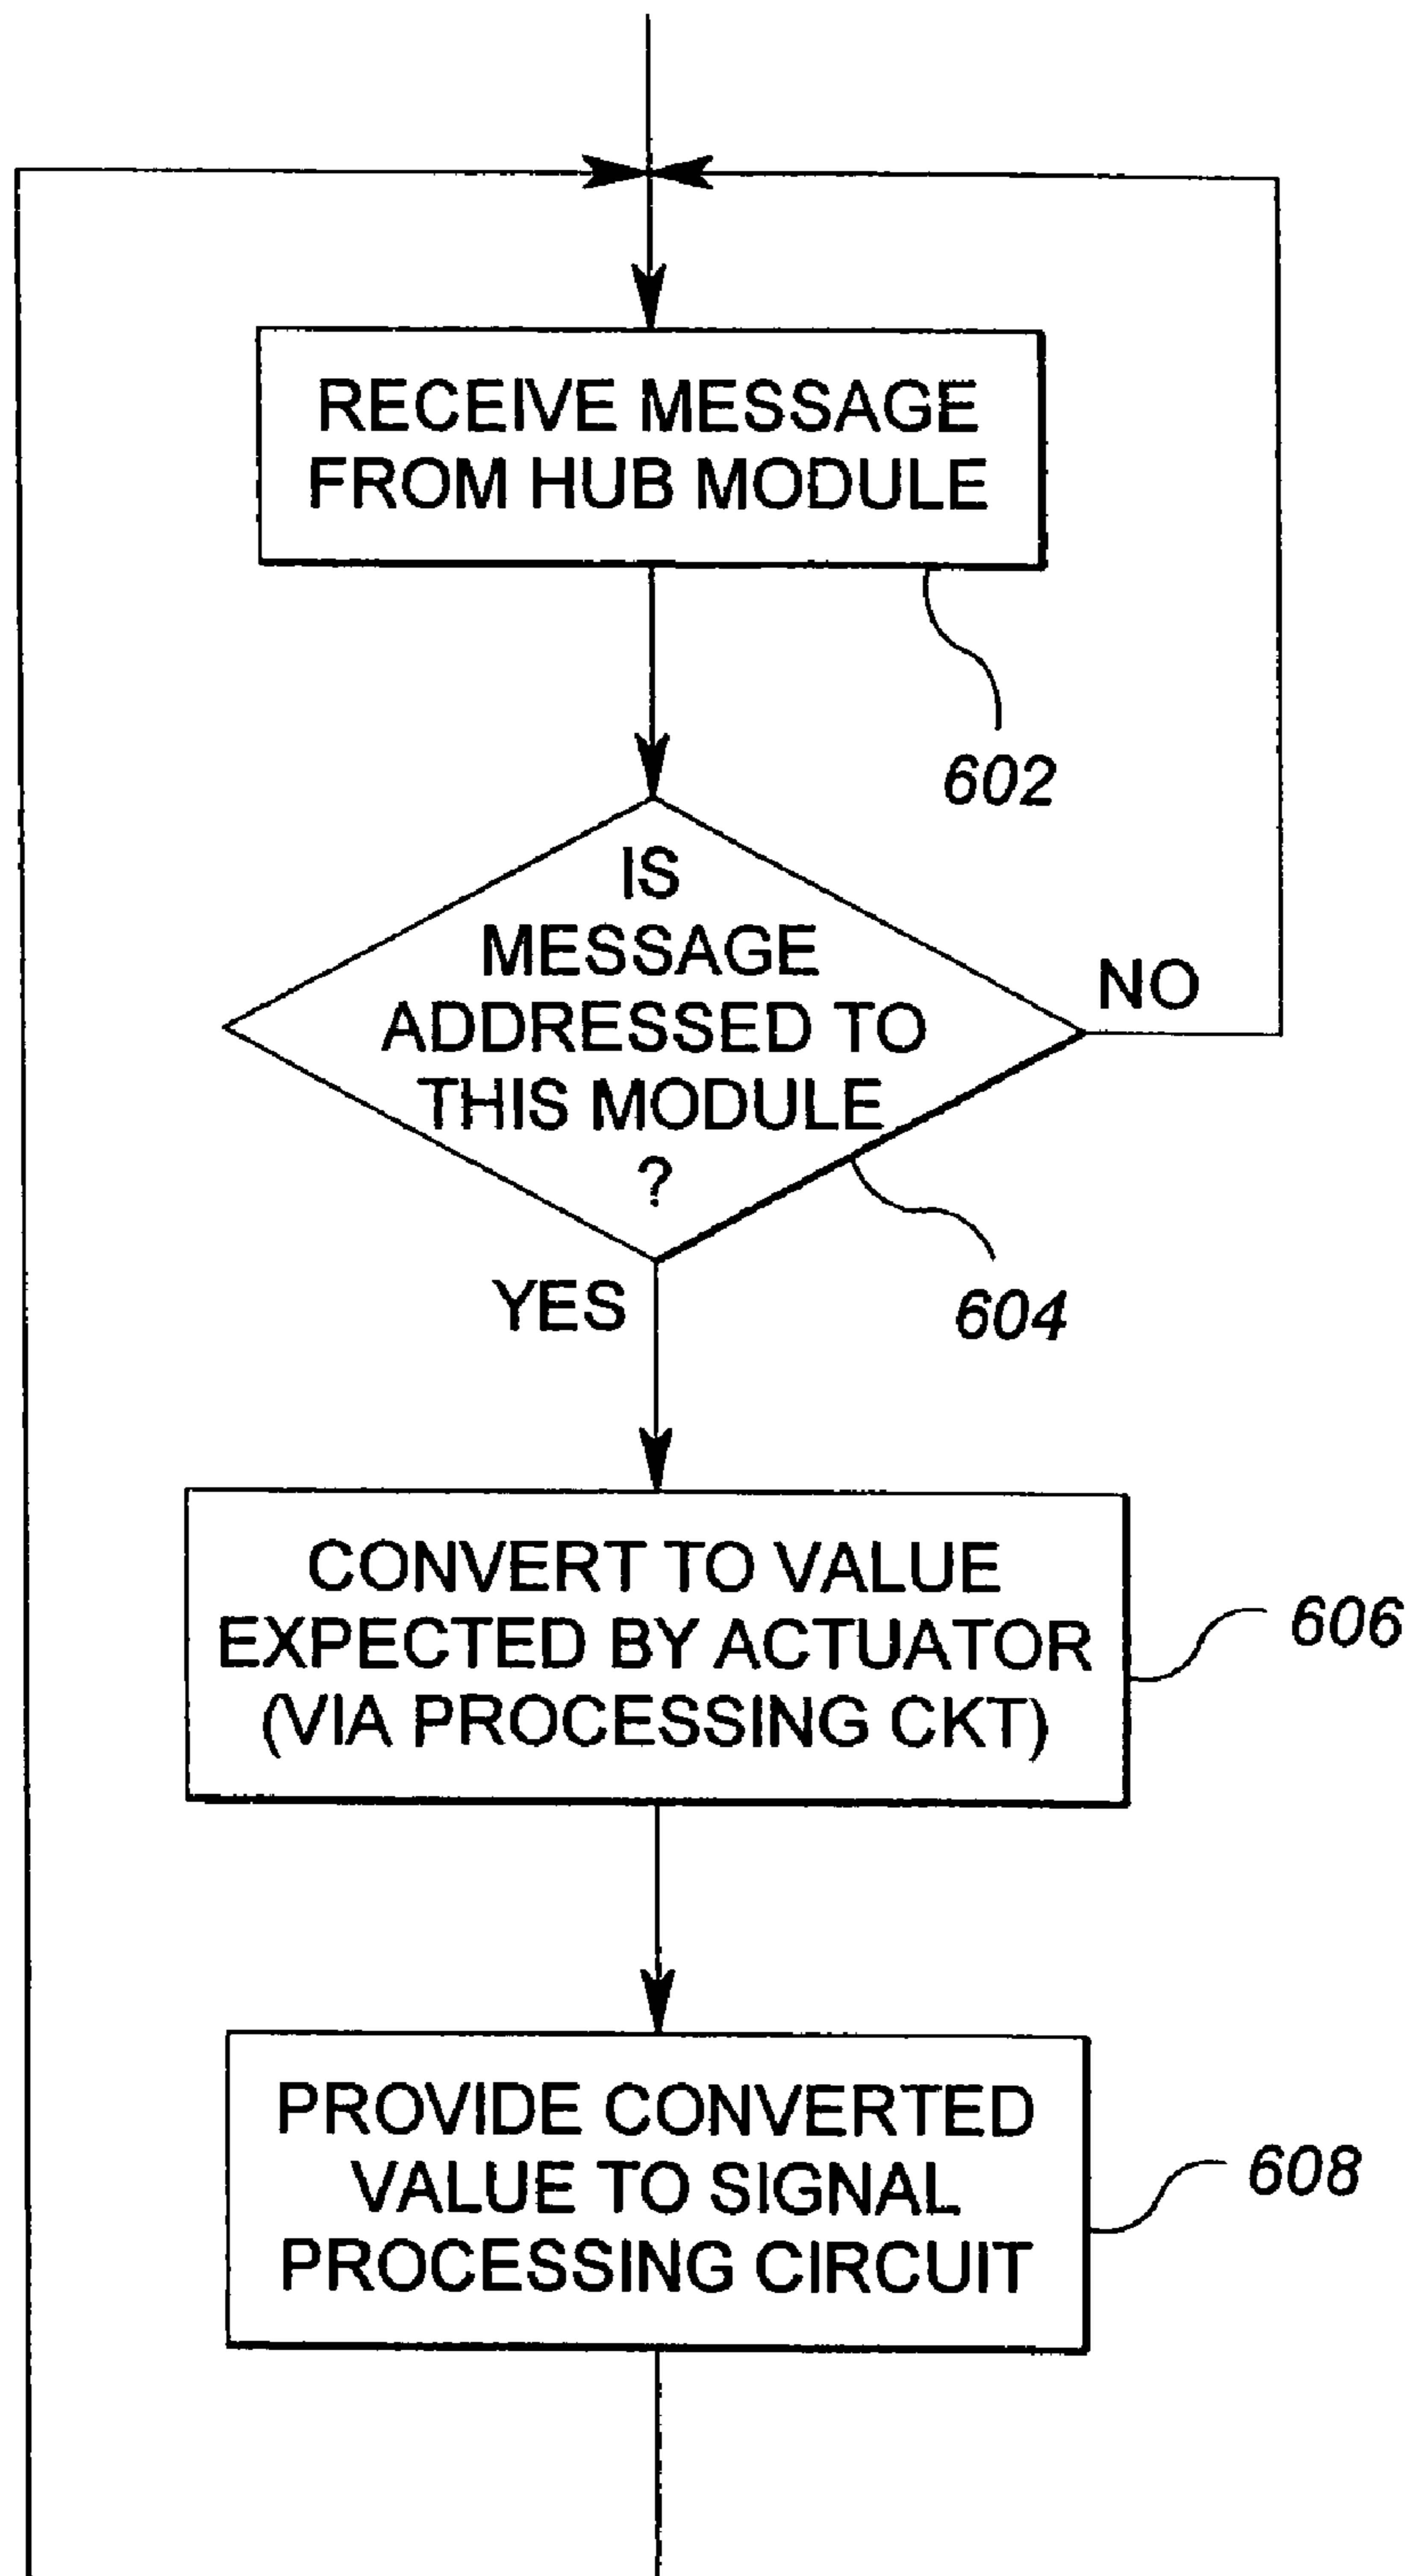 RECEIVE MESSAGE
FROM HUB MODULE
602
IS
MESSAGE
ADDRESSED TO
THIS MODULE
?
NO
604
YES
CONVERT TO VALUE
EXPECTED BY ACTUATOR
(VIA PROCESSING CKT)
606
PROVIDE CONVERTED
VALUE TO SIGNAL
PROCESSING CIRCUIT
608